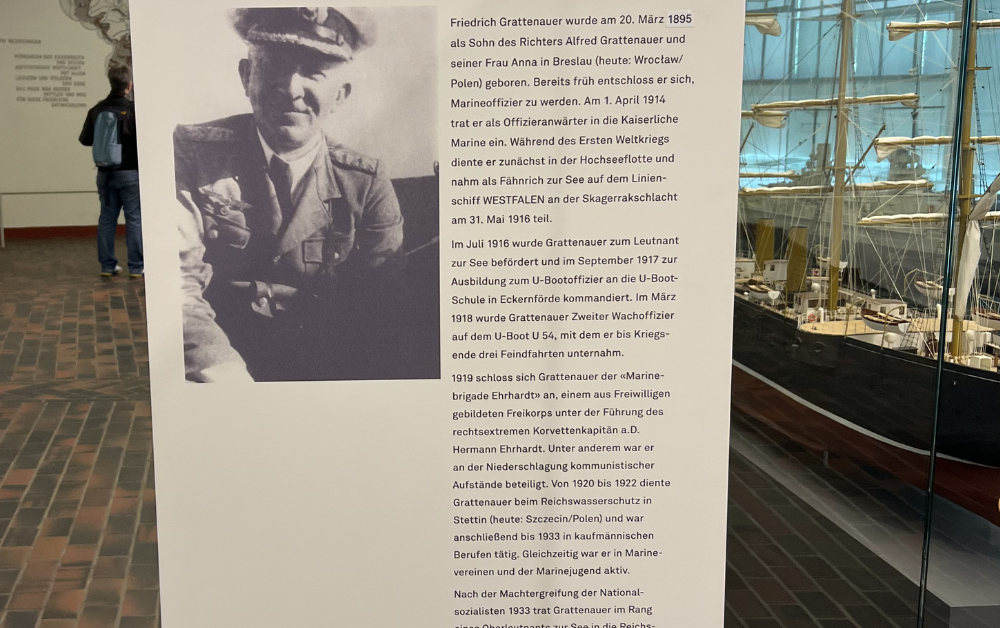 Friedrich Grattenauer wurde am 20. März 1895
als Sohn des Richters Alfred Grattenauer und
seiner Frau Anna in Breslau (heute: Wrocław/
Polen) geboren. Bereits früh entschloss er sich,
Marineoffizier zu werden. Am 1. April 1914
trat er als Offizieranwärter in die Kaiserliche
Marine ein. Während des Ersten Weltkriegs
diente er zunächst in der Hochseeflotte und
nahm als Fähnrich zur See auf dem Linien-
schiff WESTFALEN an der Skagerrakschlacht
am 31. Mai 1916 teil.
Im Juli 1916 wurde Grattenauer zum Leutnant
zur See befördert und im September 1917 zur
Ausbildung zum U-Bootoffizier an die U-Boot-
Schule in Eckernförde kommandiert. Im März
1918 wurde Grattenauer Zweiter Wachoffizier
auf dem U-Boot U 54, mit dem er bis Kriegs-
ende drei Feindfahrten unternahm.
1919 schloss sich Grattenauer der «Marine-
brigade Ehrhardt» an, einem aus Freiwilligen
gebildeten Freikorps unter der Führung des
rechtsextremen Korvettenkapitän a.D.
Hermann Ehrhardt. Unter anderem war er
an der Niederschlagung kommunistischer
Aufstände beteiligt. Von 1920 bis 1922 diente
Grattenauer beim Reichswasserschutz in
Stettin (heute: Szczecin/Polen) und war
anschließend bis 1933 in kaufmännischen
Berufen tätig. Gleichzeitig war er in Marine-
vereinen und der Marinejugend aktiv.
Nach der Machtergreifung der National-
sozialisten 1933 trat Grattenauer im Rang
eines Oberleutnants zur See in die Reichs-